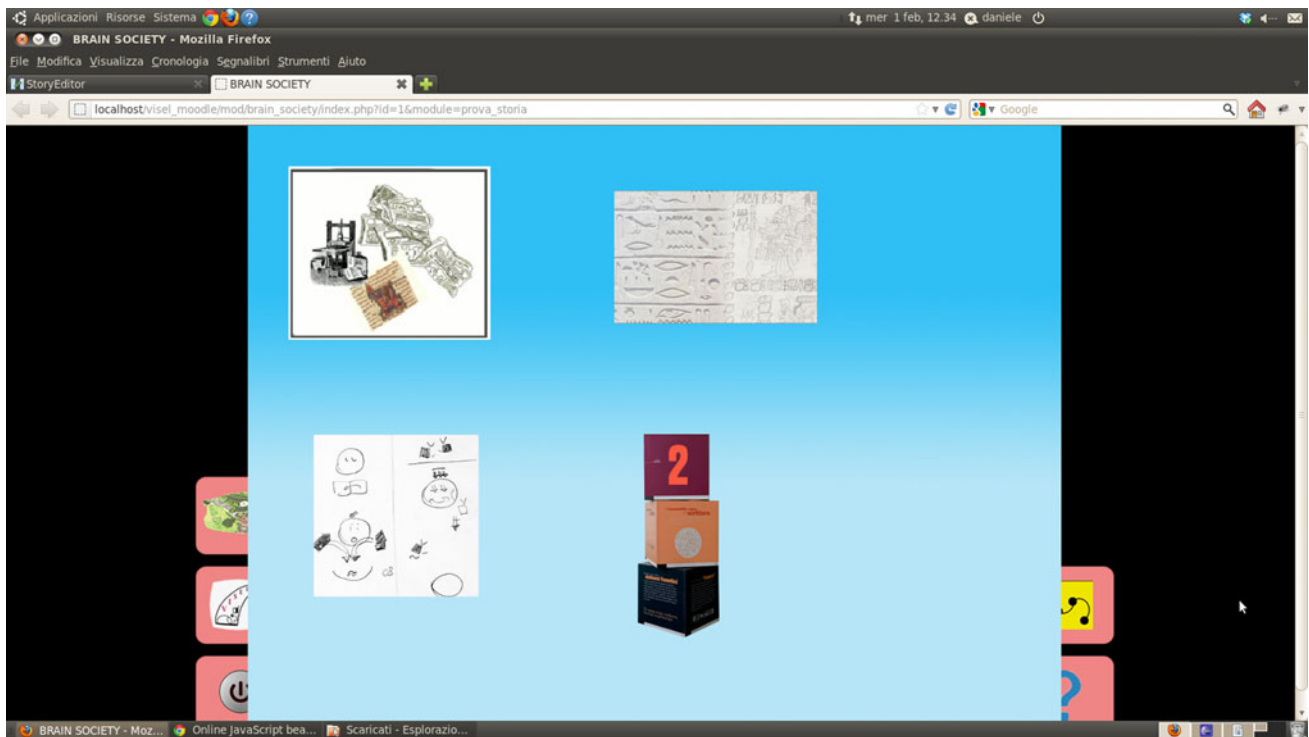 Applicazioni Risorse Sistema
mer 1 feb, 12.34 daniele
BRAIN SOCIETY - Mozilla Firefox
File Modifica Visualizza Cronologia Segnalibri Strumenti Aiuto
StoryEditor
BRAIN SOCIETY
localhost/visel_moodle/mod/brain_society/index.php?id=1&module=prova_storia
Google
2
scrittura
?
BRAIN SOCIETY - Moz...
Online JavaScript bea...
Scaricati - Esplorazio...